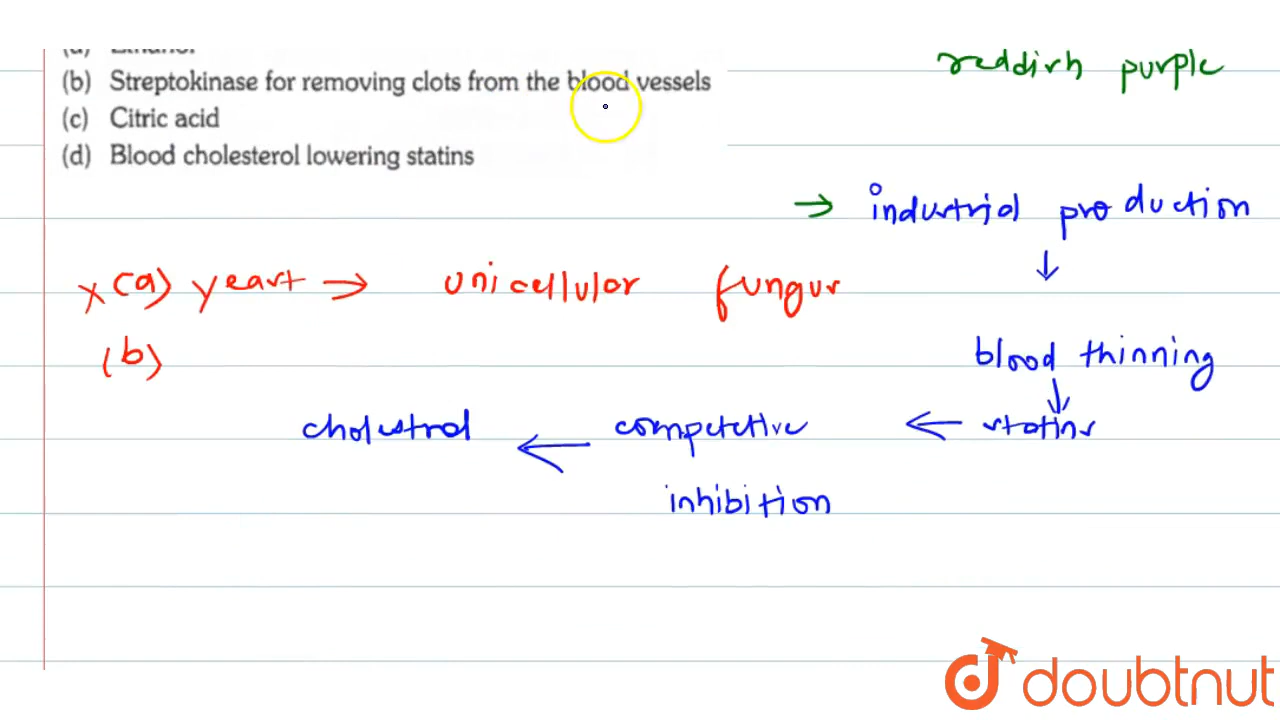 (a) Ethanol
reddish purple
(b) Streptokinase for removing clots from the blood vessels
(c) Citric acid
(d) Blood cholesterol lowering statins
→ industrial production
↓
x (a) yeast → unicellular fungus
(b)
blood thinning
↓
cholestrol ← competetive ← statins
inhibition
doubtnut